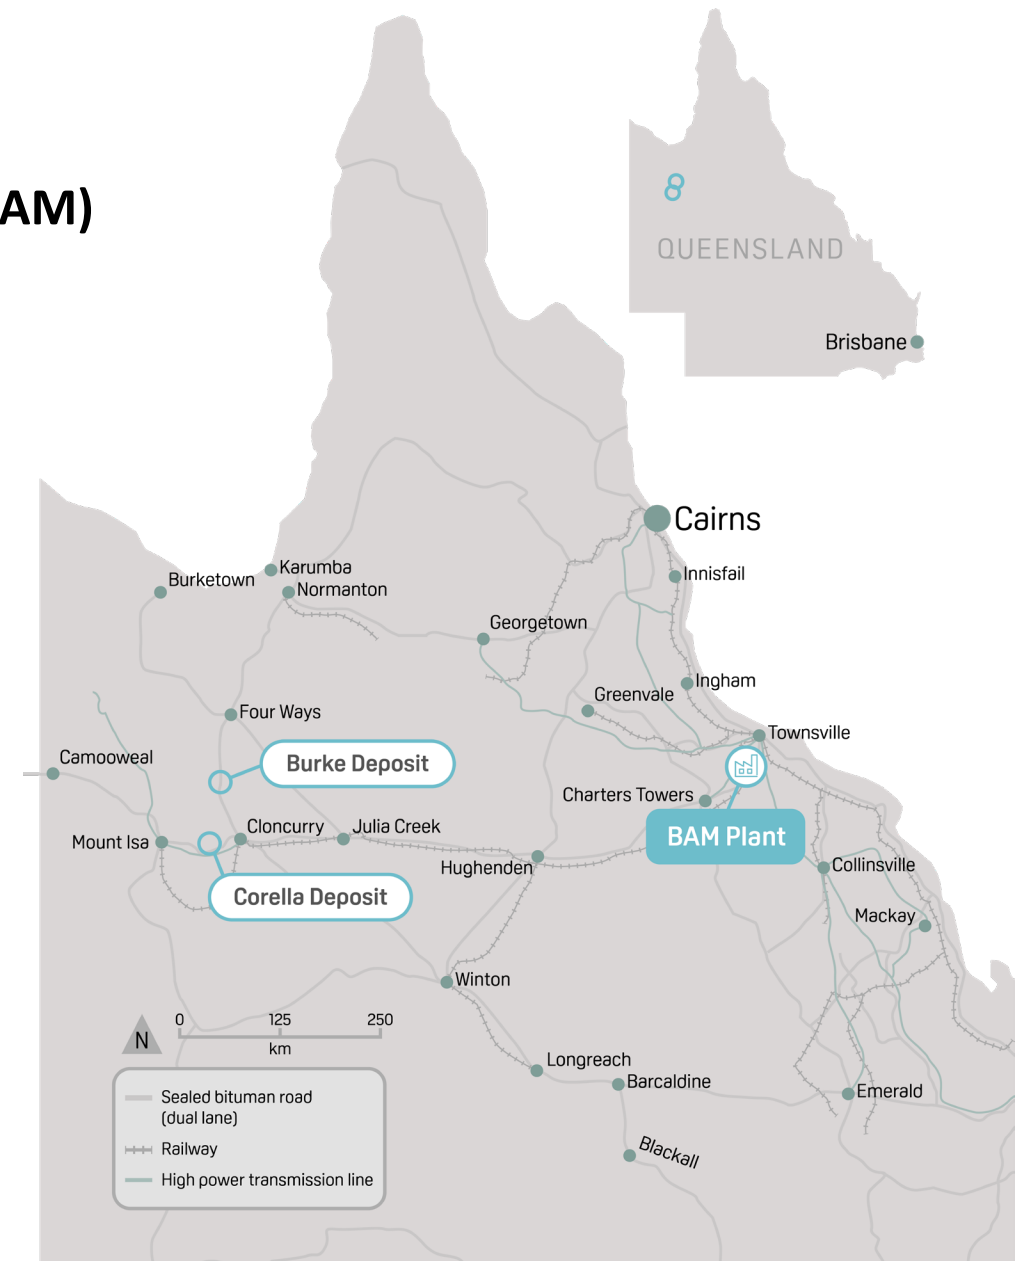 AM)
QUEENSLAND
Brisbane
Cairns
Karumba
Burketown
Normanton
Innisfail
Georgetown
Ingham
Greenvale
Four Ways
Townsville
Camooweal
Burke Deposit
Charters Towers
Cloncurry
Julia Creek
BAM Plant
Mount Isa
Hughenden
Collinsville
Corella Deposit
Mackay
Winton
N
0 125 250
km
Longreach
Barcaldine
Emerald
Blackall
Sealed bituman road
(dual lane)
Railway
High power transmission line